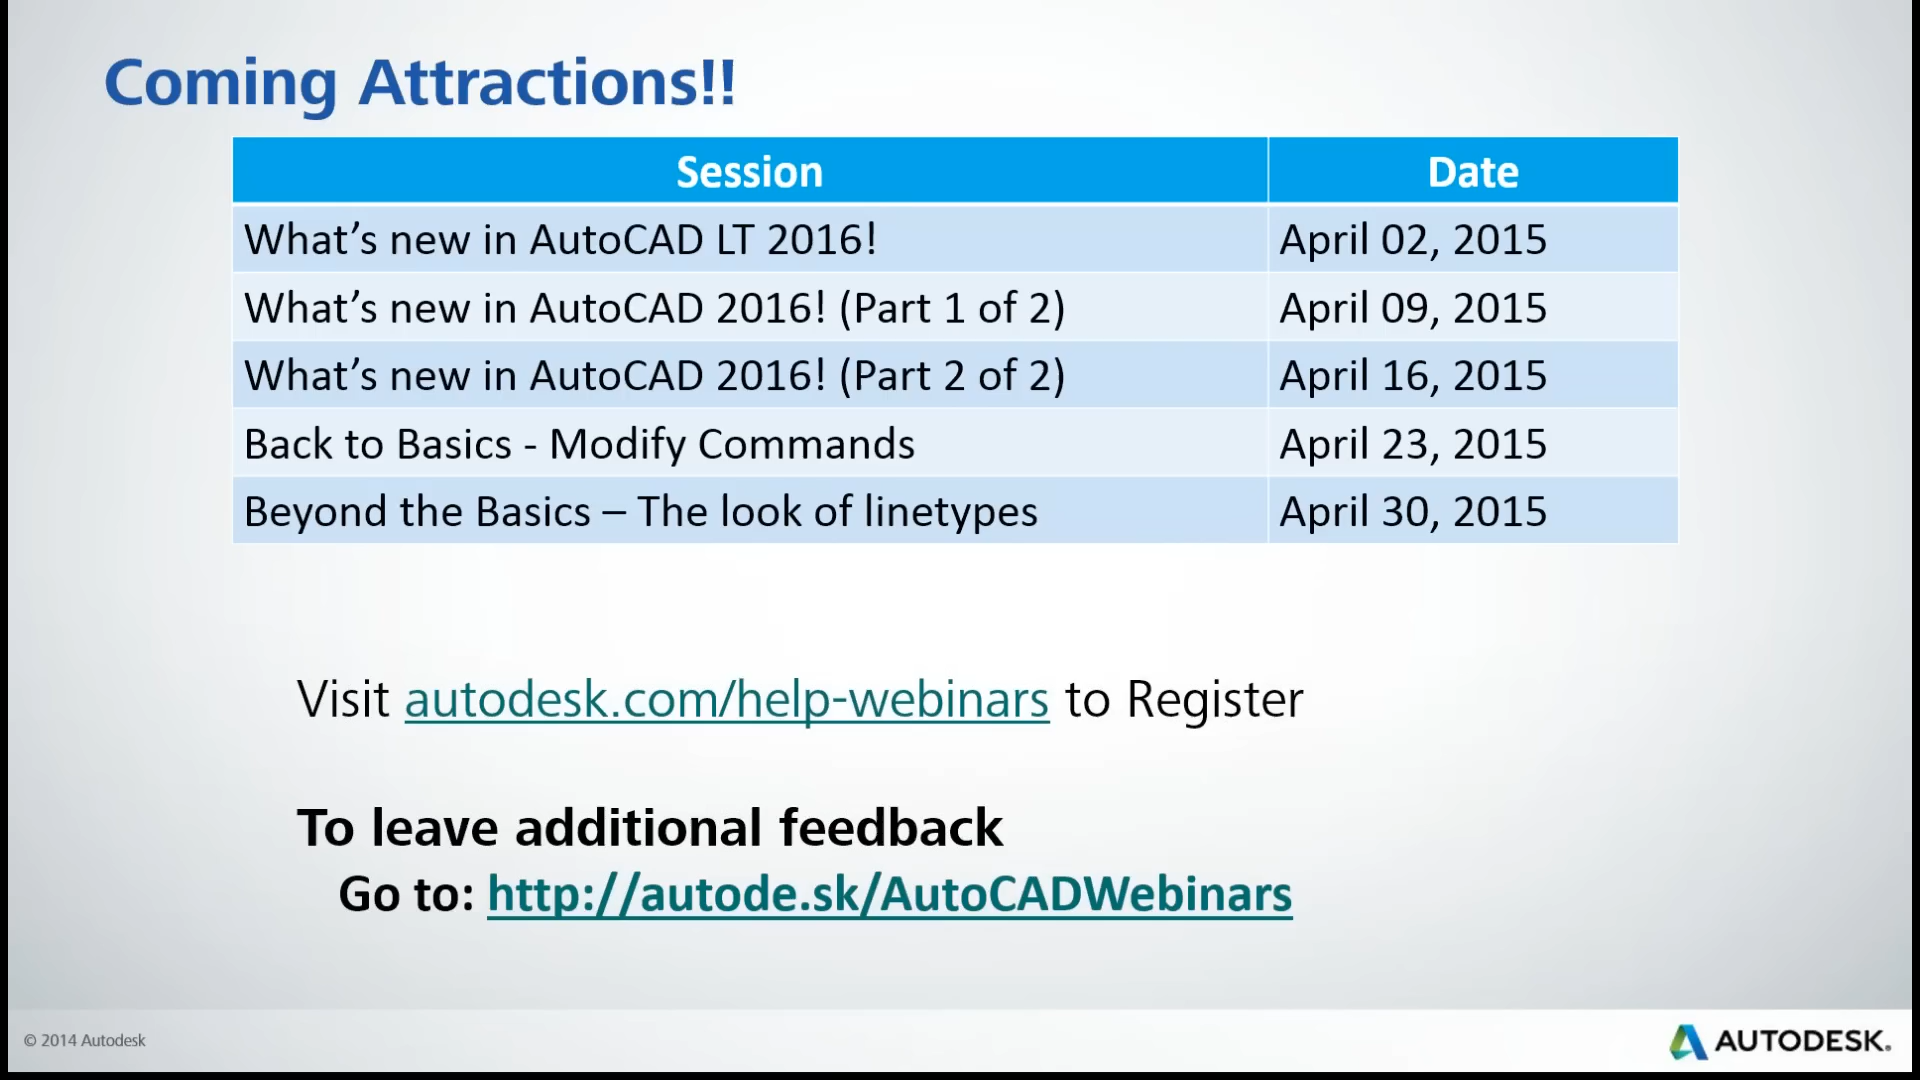 Coming Attractions!!
Session Date
What’s new in AutoCAD LT 2016! April 02, 2015
What’s new in AutoCAD 2016! (Part 1 of 2) April 09, 2015
What’s new in AutoCAD 2016! (Part 2 of 2) April 16, 2015
Back to Basics - Modify Commands April 23, 2015
Beyond the Basics – The look of linetypes April 30, 2015
Visit autodesk.com/help-webinars to Register
To leave additional feedback
Go to: http://autode.sk/AutoCADWebinars
© 2014 Autodesk
AUTODESK.